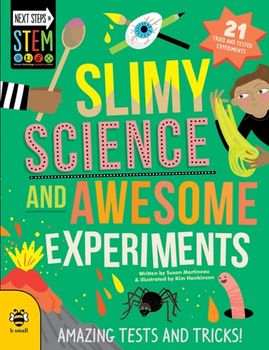 NEXT STEPS IN
STEM
21
TRIED AND TESTED
EXPERIMENTS
SLIMY
SCIENCE
AND AWESOME
EXPERIMENTS
Written by Susan Martineau
& illustrated by Kim Hankinson
b small
AMAZING TESTS AND TRICKS!